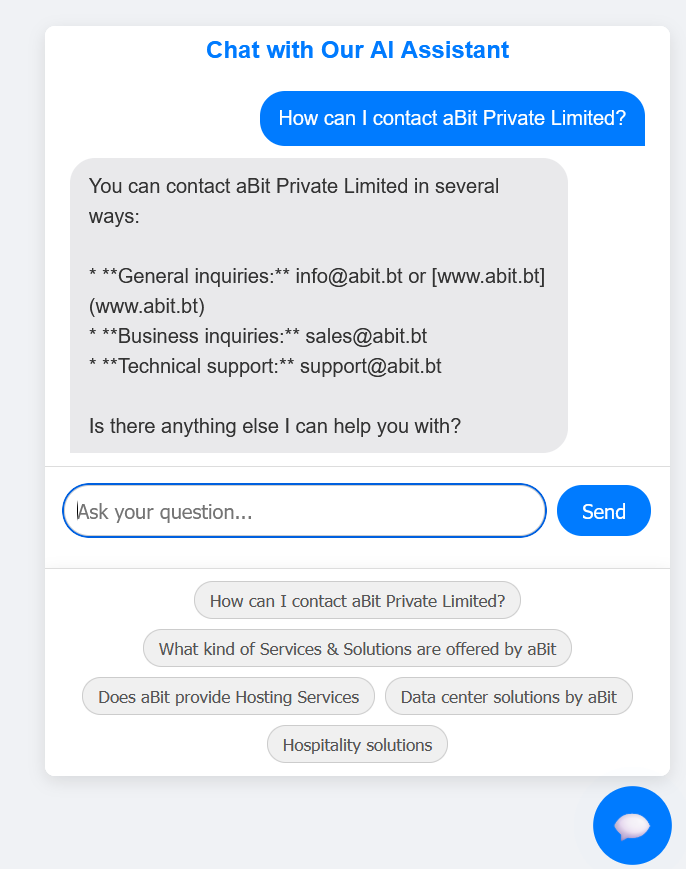 Chat with Our AI Assistant
How can I contact aBit Private Limited?
You can contact aBit Private Limited in several
ways:
* **General inquiries:** info@abit.bt or [www.abit.bt]
(www.abit.bt)
* **Business inquiries:** sales@abit.bt
* **Technical support:** support@abit.bt
Is there anything else I can help you with?
Ask your question...
Send
How can I contact aBit Private Limited?
What kind of Services & Solutions are offered by aBit
Does aBit provide Hosting Services
Data center solutions by aBit
Hospitality solutions